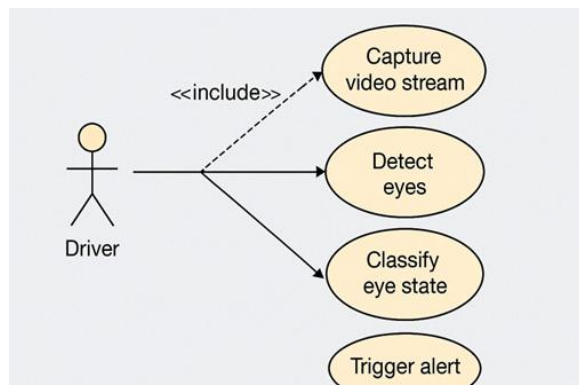 Capture
video stream
<<include>>
Detect
eyes
Driver
Classify
eye state
Trigger alert